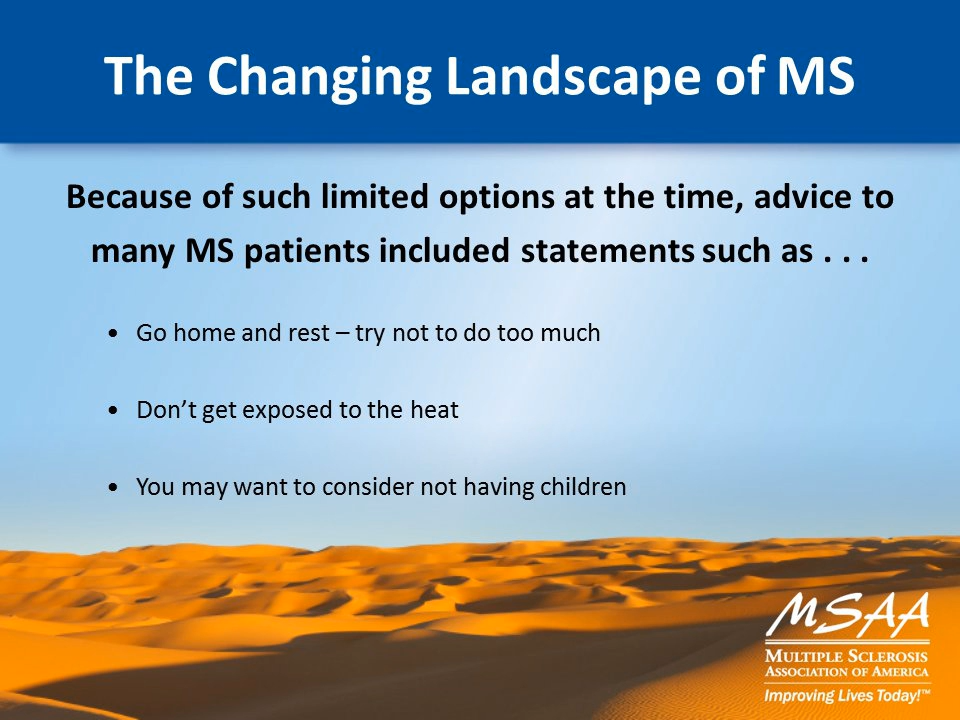 The Changing Landscape of MS
Because of such limited options at the time, advice to
many MS patients included statements such as . . .
• Go home and rest – try not to do too much
• Don’t get exposed to the heat
• You may want to consider not having children
MSAA
MULTIPLE SCLEROSIS
ASSOCIATION OF AMERICA
Improving Lives Today!™